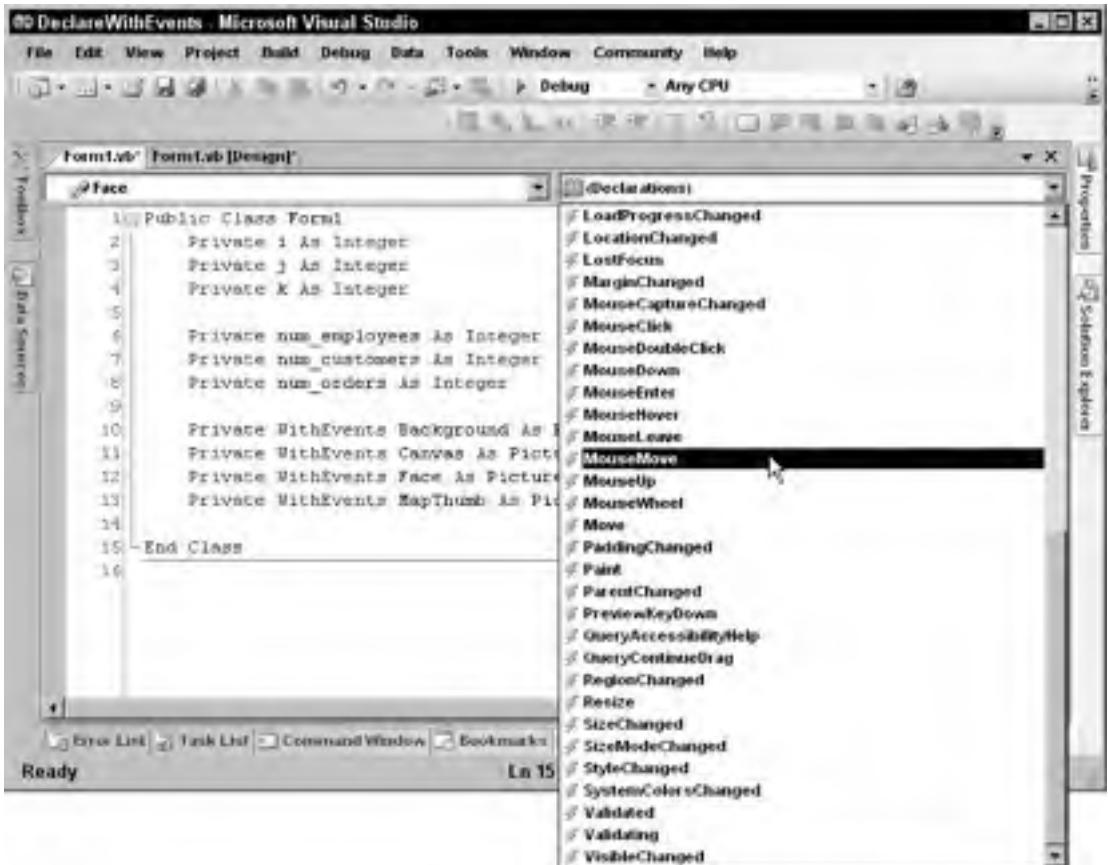 DeclareWithEvents - Microsoft Visual Studio
File Edit View Project Build Debug Data Tools Window Community Help
Debug Any CPU
Toolbox
Data Sources
Form1.vb* Form1.vb [Design]*
Face
(Declarations)
1 Public Class Form1
2 Private i As Integer
3 Private j As Integer
4 Private k As Integer
5
6 Private num_employees As Integer
7 Private num_customers As Integer
8 Private num_orders As Integer
9
10 Private WithEvents Background As
11 Private WithEvents Canvas As Pict
12 Private WithEvents Face As Picture
13 Private WithEvents MapThumb As Pi
14
15 End Class
16
LoadProgressChanged
LocationChanged
LostFocus
MarginChanged
MouseCaptureChanged
MouseClick
MouseDoubleClick
MouseDown
MouseEnter
MouseHover
MouseLeave
MouseMove
MouseUp
MouseWheel
Move
PaddingChanged
Paint
ParentChanged
PreviewKeyDown
QueryAccessibilityHelp
QueryContinueDrag
RegionChanged
Resize
SizeChanged
SizeModeChanged
StyleChanged
SystemColorsChanged
Validated
Validating
VisibleChanged
Properties
Solution Explorer
Error List Task List Command Window Bookmarks
Ready Ln 15